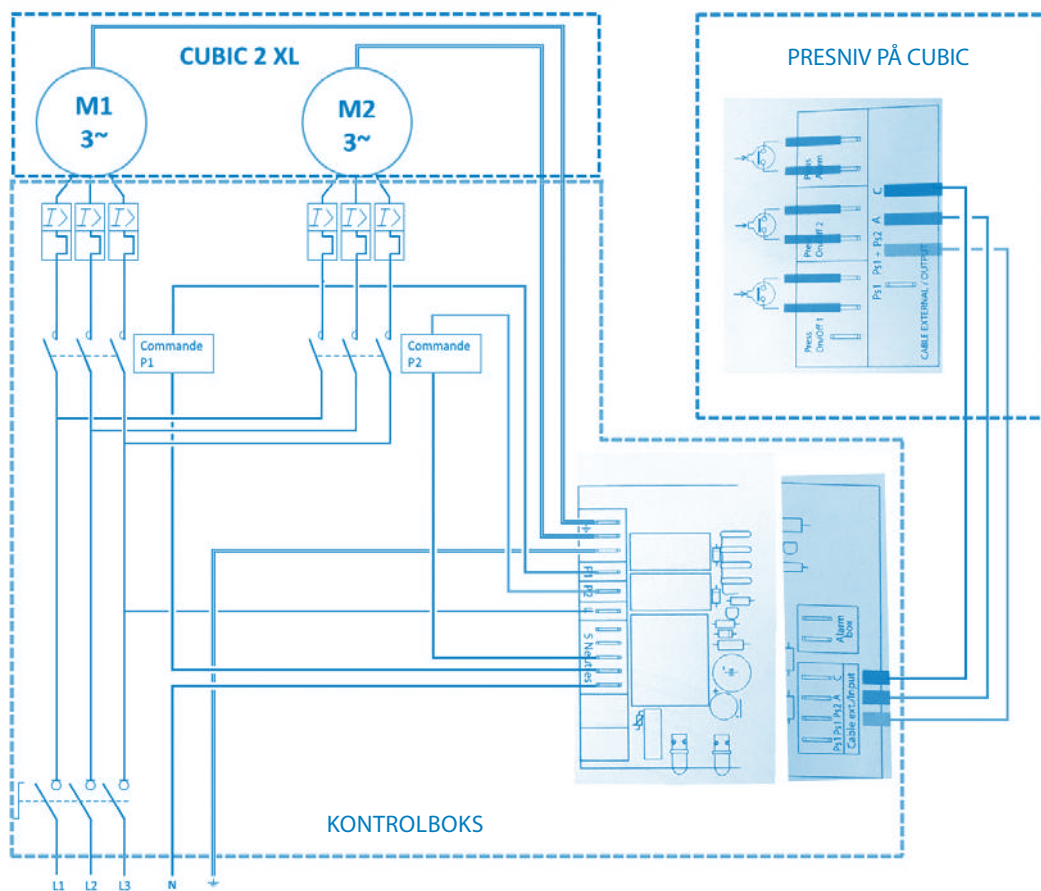 CUBIC 2 XL
M1
3~
M2
3~
I>
I>
I>
I>
I>
I>
Commande
P1
Commande
P2
PRESNIV PÅ CUBIC
Press
Alarm
Press
On/Off 2
Press
On/Off 1
C
A
Ps1 + Ps2
Ps1
CABLE EXTERNAL / OUTPUT
P1
P2
L
5 Neutres
Alarm
box
C
A
Ps2
Ps1
Ps1
Cable ext./Input
KONTROLBOKS
L1
L2
L3
N